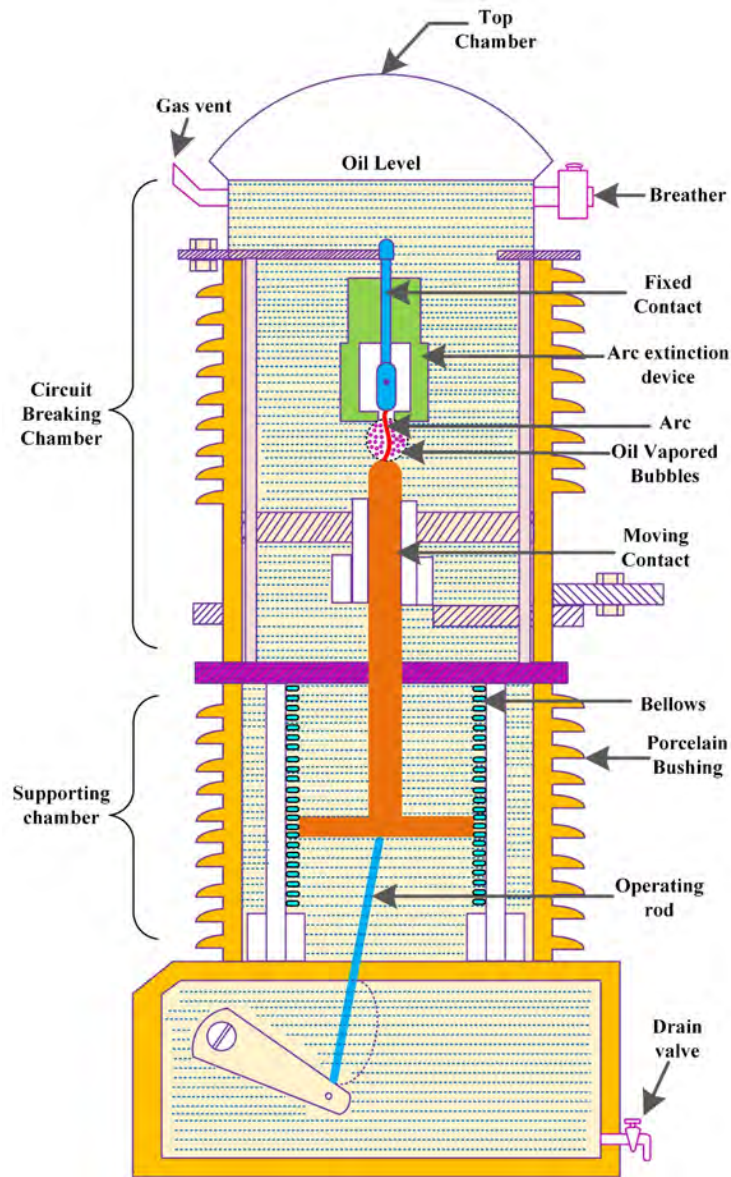 Top
Chamber
Gas vent
Oil Level
Breather
Fixed
Contact
Arc extinction
device
Circuit
Breaking
Chamber
Arc
Oil Vapored
Bubbles
Moving
Contact
Bellows
Porcelain
Bushing
Supporting
chamber
Operating
rod
Drain
valve